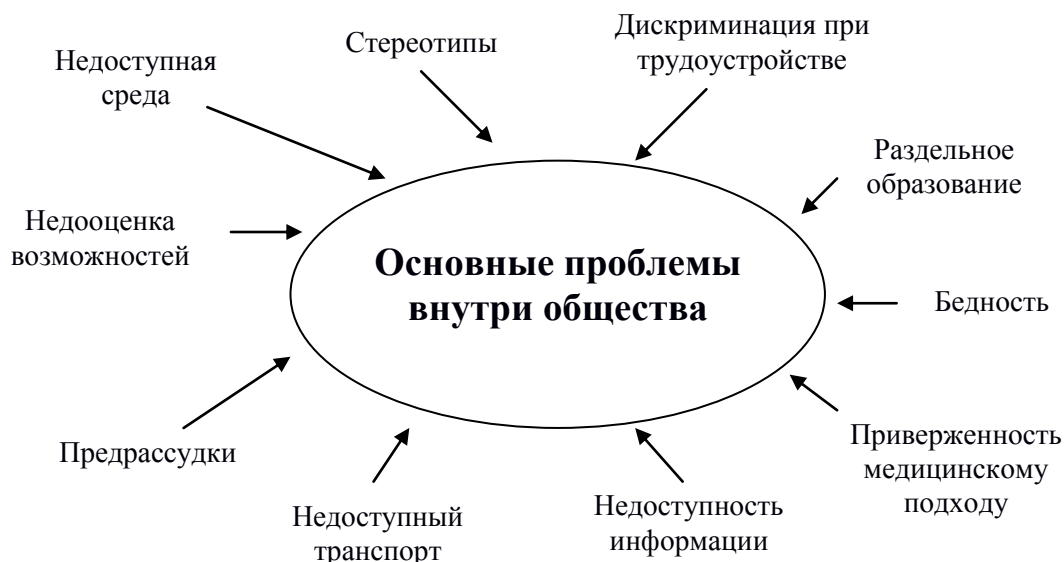 Стереотипы
Дискриминация при
трудоустройстве
Недоступная
среда
Раздельное
образование
Недооценка
возможностей
Основные проблемы
внутри общества
Бедность
Предрассудки
Приверженность
медицинскому
подходу
Недоступный
транспорт
Недоступность
информации